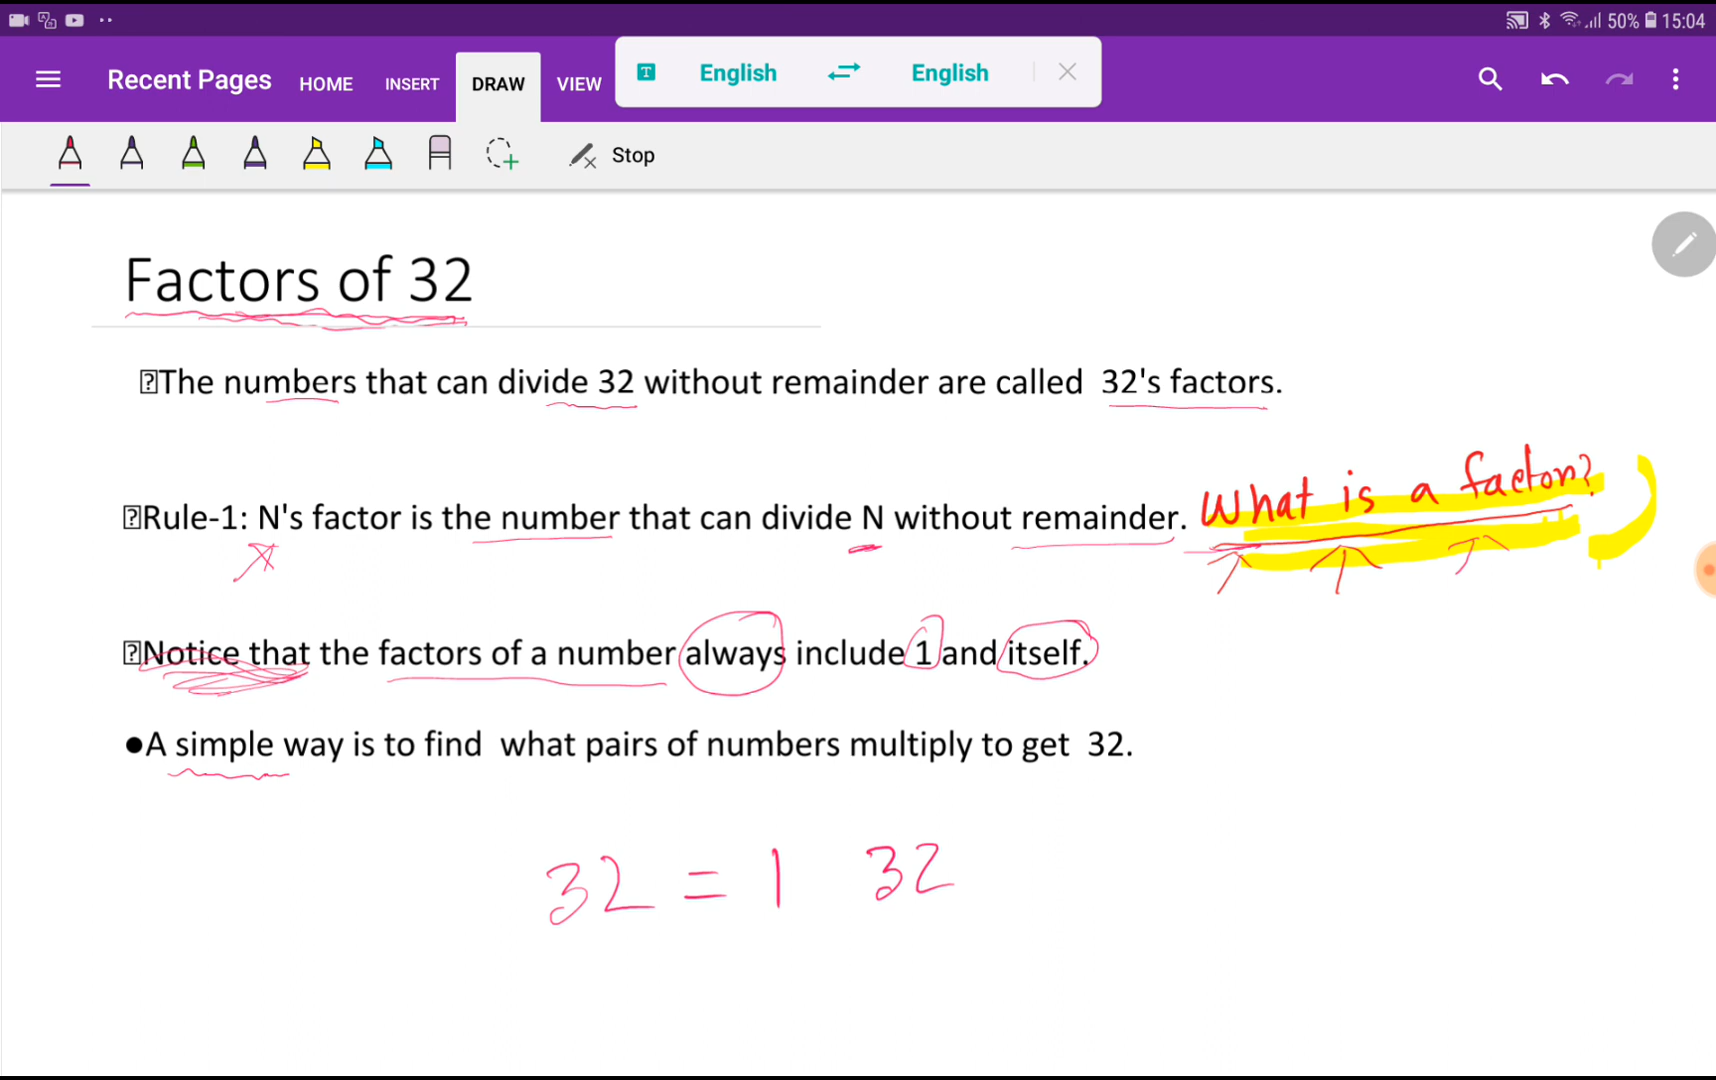 50% 15:04
Recent Pages HOME INSERT DRAW VIEW English English
Stop
Factors of 32
The numbers that can divide 32 without remainder are called 32's factors.
Rule-1: N's factor is the number that can divide N without remainder. What is a factor?
Notice that the factors of a number always include 1 and itself.
●A simple way is to find what pairs of numbers multiply to get 32.
32 = 1 32